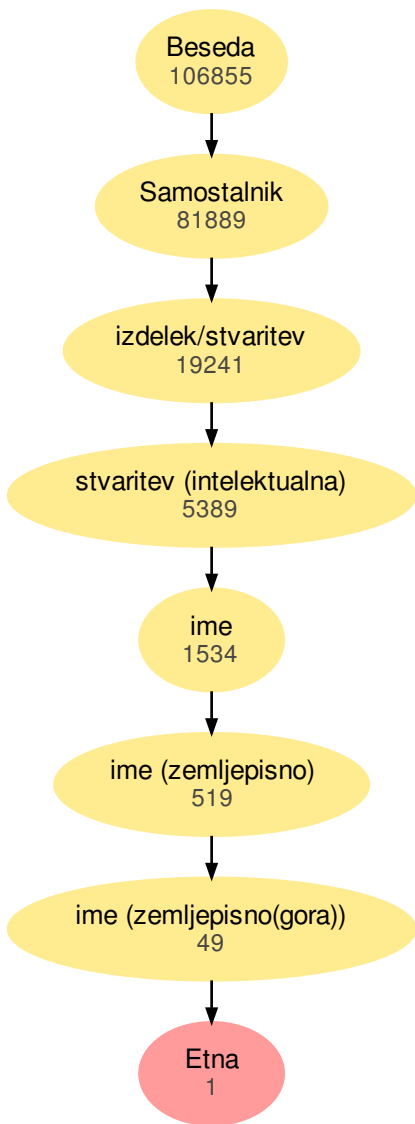 Beseda
106855
Samostalnik
81889
izdelek/stvaritev
19241
stvaritev (intelektualna)
5389
ime
1534
ime (zemljepisno)
519
ime (zemljepisno(gora))
49
Etna
1